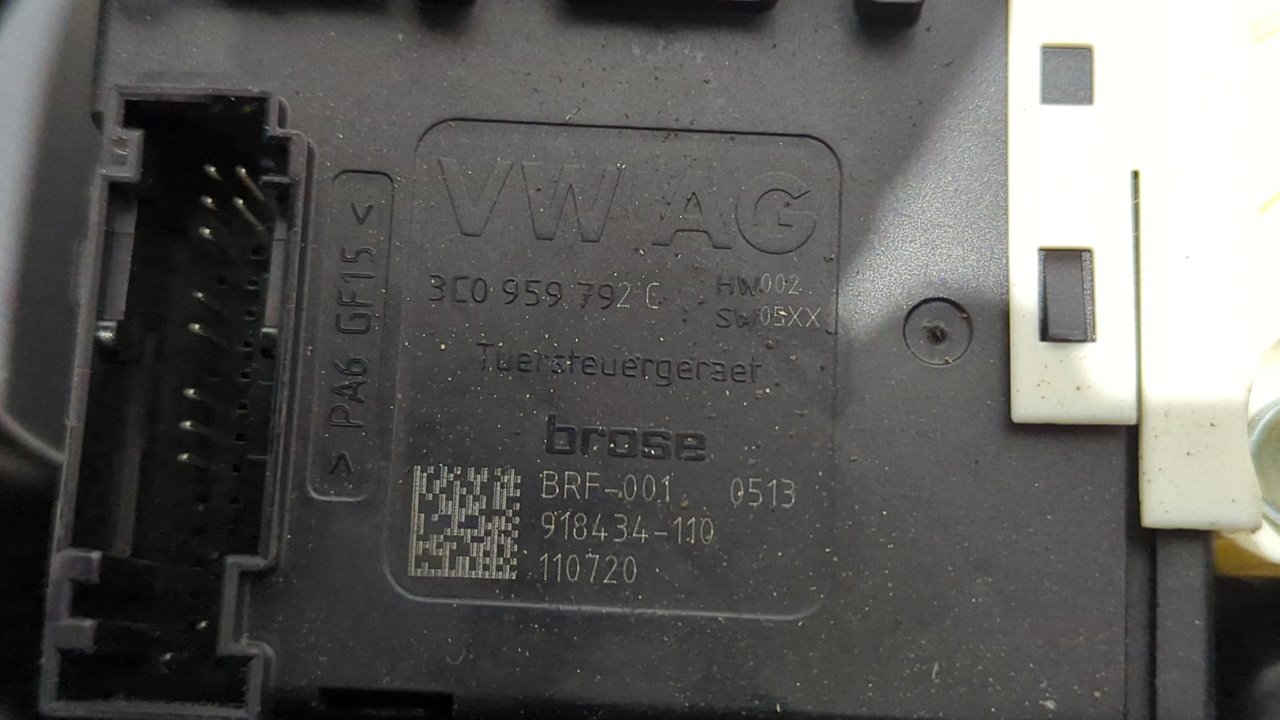 VW AG
3C0 959 792 C HW002
SW05XX
Tuersteuergeraet
brose
BRF-001 0513
918434-110
110720
> PA6 GF15 <